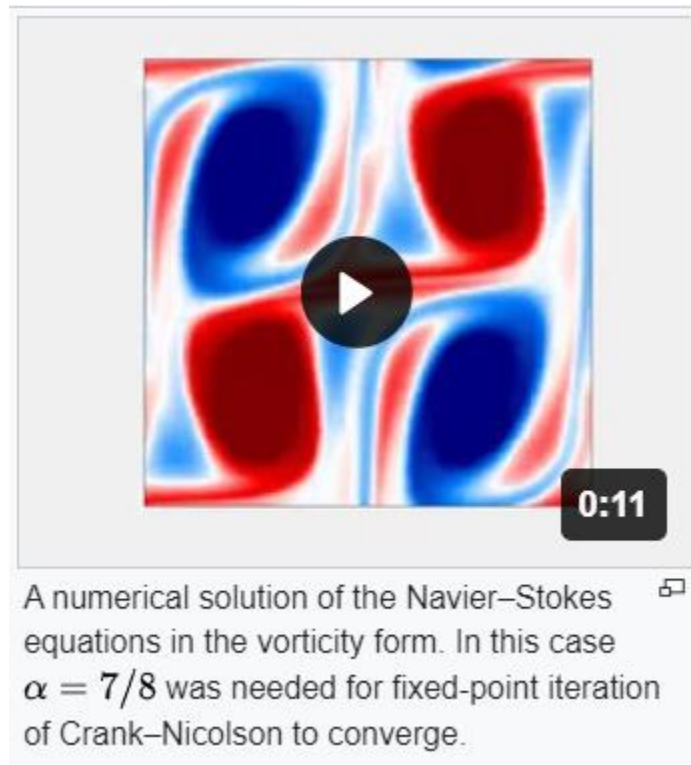 0:11
A numerical solution of the Navier–Stokes
equations in the vorticity form. In this case
α = 7/8 was needed for fixed-point iteration
of Crank–Nicolson to converge.